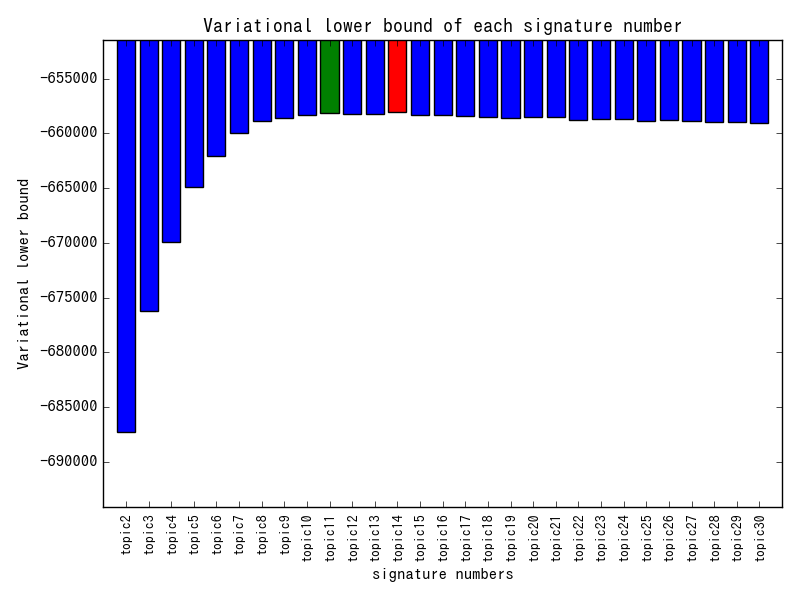 Variational lower bound of each signature number
Variational lower bound
−655000
−660000
−665000
−670000
−675000
−680000
−685000
−690000
topic2
topic3
topic4
topic5
topic6
topic7
topic8
topic9
topic10
topic11
topic12
topic13
topic14
topic15
topic16
topic17
topic18
topic19
topic20
topic21
topic22
topic23
topic24
topic25
topic26
topic27
topic28
topic29
topic30
signature numbers